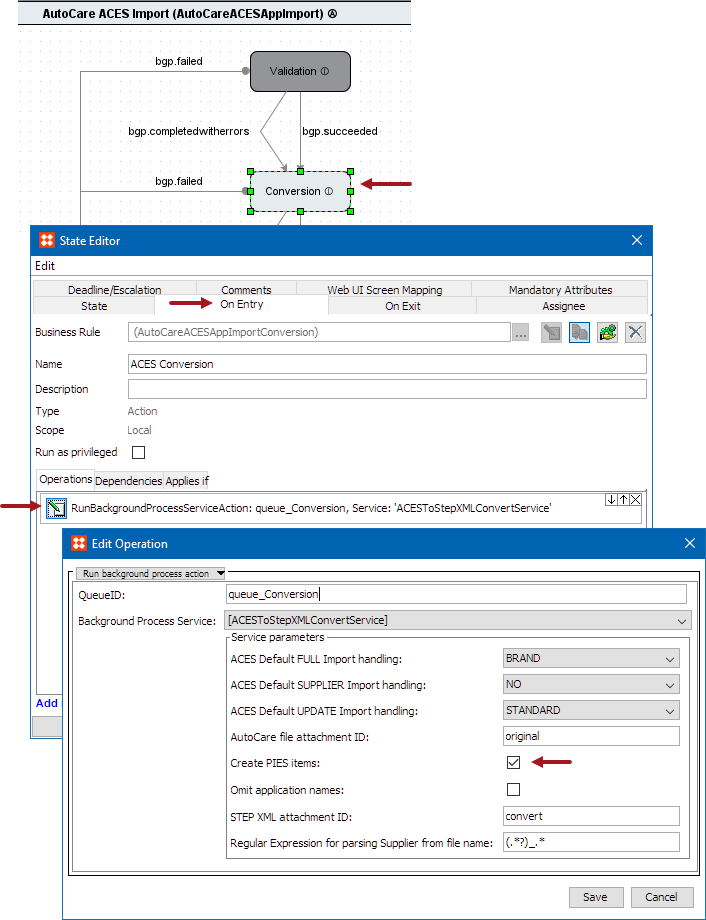 AutoCare ACES Import (AutoCareACESAppImport) Ⓐ
bgp.failed
Validation ⓘ
bgp.completedwitherrors
bgp.succeeded
bgp.failed
Conversion ⓘ
State Editor
Edit
Deadline/Escalation
Comments
Web UI Screen Mapping
Mandatory Attributes
State
On Entry
On Exit
Assignee
Business Rule
(AutoCareACESAppImportConversion)
...
Name
ACES Conversion
Description
Type
Action
Scope
Local
Run as privileged
Operations
Dependencies
Applies if
RunBackgroundProcessServiceAction: queue_Conversion, Service: 'ACESToStepXMLConvertService'
Add
Edit Operation
Run background process action
QueueID:
queue_Conversion
Background Process Service:
[ACESToStepXMLConvertService]
Service parameters
ACES Default FULL Import handling:
BRAND
ACES Default SUPPLIER Import handling:
NO
ACES Default UPDATE Import handling:
STANDARD
AutoCare file attachment ID:
original
Create PIES items:
Omit application names:
STEP XML attachment ID:
convert
Regular Expression for parsing Supplier from file name:
(.*?)_.*
Save
Cancel